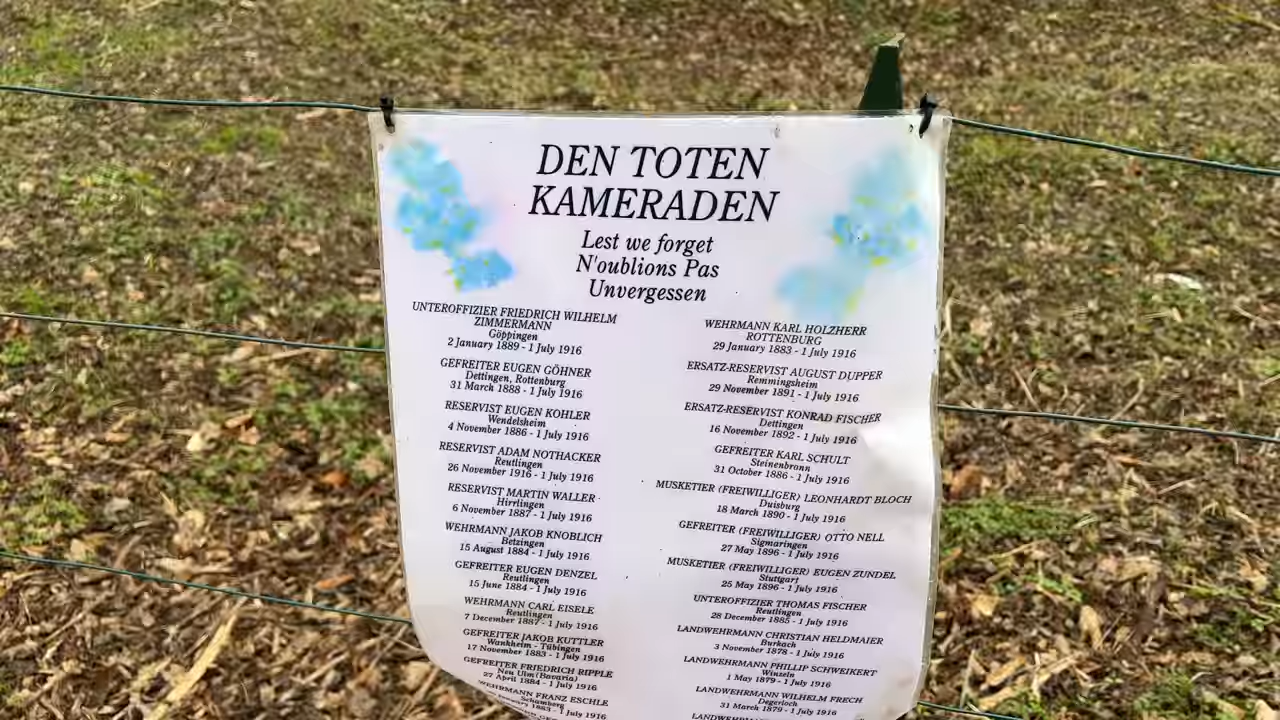 DEN TOTEN
KAMERADEN
Lest we forget
N'oublions Pas
Unvergessen
UNTEROFFIZIER FRIEDRICH WILHELM
ZIMMERMANN
Göppingen
2 January 1889 - 1 July 1916
GEFREITER EUGEN GÖHNER
Dettingen, Rottenburg
31 March 1888 - 1 July 1916
RESERVIST EUGEN KOHLER
Wendelsheim
4 November 1886 - 1 July 1916
RESERVIST ADAM NOTHACKER
Reutlingen
26 November 1916 - 1 July 1916
RESERVIST MARTIN WALLER
Hirrlingen
6 November 1887 - 1 July 1916
WEHRMANN JAKOB KNOBLICH
Betzingen
15 August 1884 - 1 July 1916
GEFREITER EUGEN DENZEL
Reutlingen
15 June 1884 - 1 July 1916
WEHRMANN CARL EISELE
Reutlingen
7 December 1887 - 1 July 1916
GEFREITER JAKOB KUTTLER
Wankheim - Tübingen
17 November 1883 - 1 July 1916
GEFREITER FRIEDRICH RIPPLE
Neu Ulm (Bavaria)
27 April 1884 - 1 July 1916
WEHRMANN FRANZ ESCHLE
Schamberg
January 1883 - 1 July 1916
WEHRMANN KARL HOLZHERR
ROTTENBURG
29 January 1883 - 1 July 1916
ERSATZ-RESERVIST AUGUST DUPPER
Remmingsheim
29 November 1891 - 1 July 1916
ERSATZ-RESERVIST KONRAD FISCHER
Dettingen
16 November 1892 - 1 July 1916
GEFREITER KARL SCHULT
Steinenbronn
31 October 1886 - 1 July 1916
MUSKETIER (FREIWILLIGER) LEONHARDT BLOCH
Duisburg
18 March 1890 - 1 July 1916
GEFREITER (FREIWILLIGER) OTTO NELL
Sigmaringen
27 May 1896 - 1 July 1916
MUSKETIER (FREIWILLIGER) EUGEN ZUNDEL
Stuttgart
25 May 1896 - 1 July 1916
UNTEROFFIZIER THOMAS FISCHER
Reutlingen
28 December 1885 - 1 July 1916
LANDWEHRMANN CHRISTIAN HELDMAIER
Burkach
3 November 1878 - 1 July 1916
LANDWEHRMANN PHILLIP SCHWEIKERT
Winzeln
1 May 1879 - 1 July 1916
LANDWEHRMANN WILHELM FRECH
Degerloch
31 March 1879 - 1 July 1916